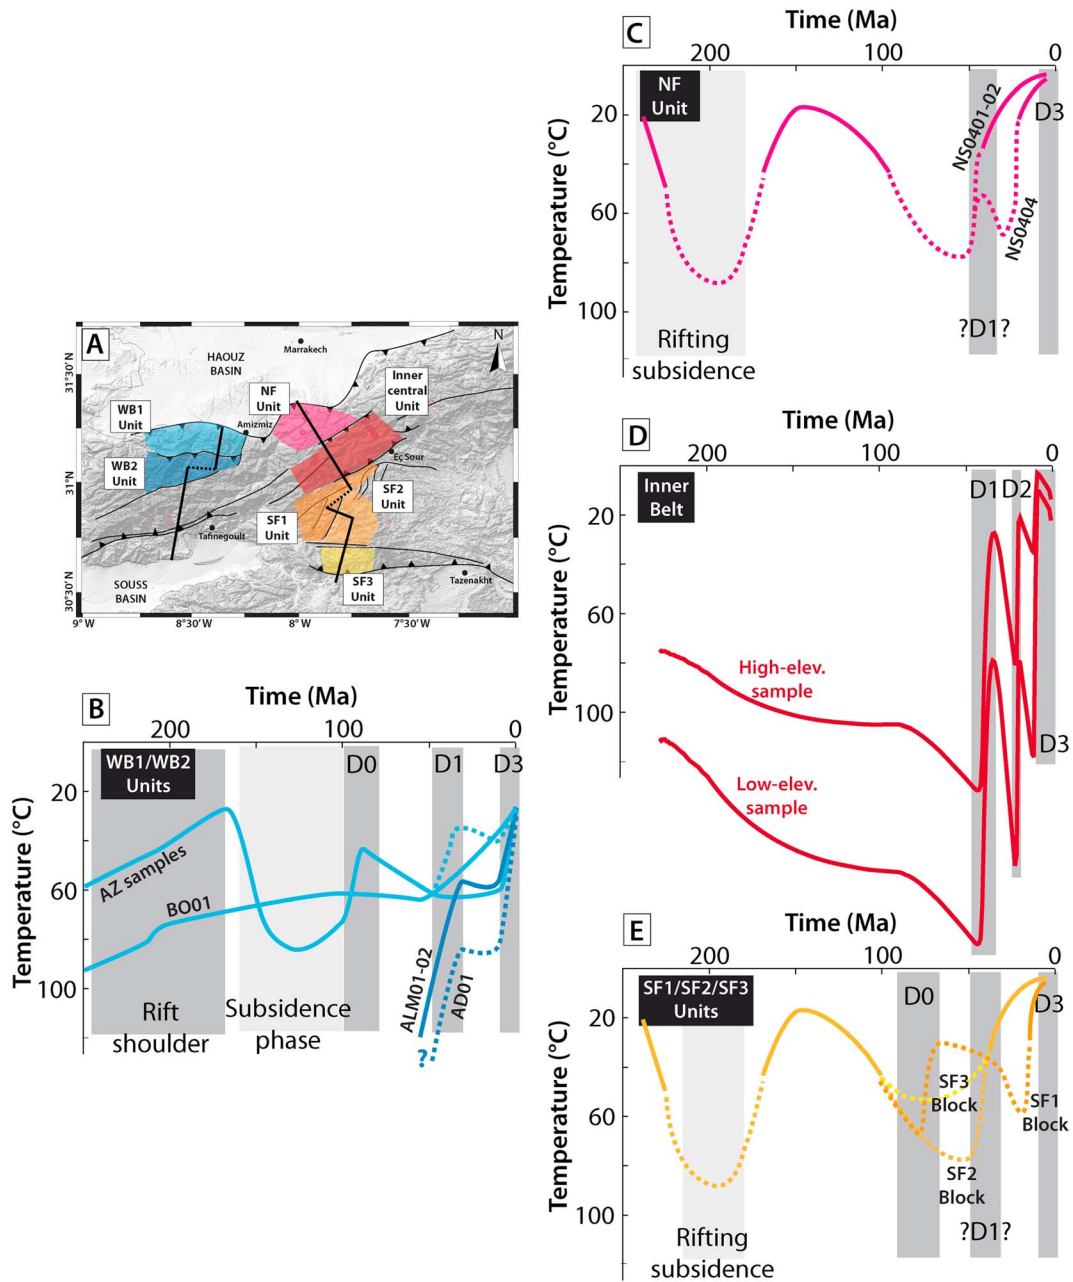 A
N
31°30'N
31°N
30°30'N
9°W
8°30'W
8°W
7°30'W
HAOUZ
BASIN
Marrakech
NF
Unit
Inner
central
Unit
WB1
Unit
Amizmiz
WB2
Unit
Eç Sour
SF2
Unit
SF1
Unit
Tafinegoult
SOUSS
BASIN
SF3
Unit
Tazenakht
B
Time (Ma)
200
100
0
Temperature (°C)
20
60
100
WB1/WB2
Units
D0
D1
D3
AZ samples
BO01
ALM01-02
AD01
?
Rift
shoulder
Subsidence
phase
C
Time (Ma)
200
100
0
Temperature (°C)
20
60
100
NF
Unit
NS0401-02
NS0404
D3
?D1?
Rifting
subsidence
D
Time (Ma)
200
100
0
Temperature (°C)
20
60
100
Inner
Belt
D1
D2
D3
High-elev.
sample
Low-elev.
sample
E
Time (Ma)
200
100
0
Temperature (°C)
20
60
100
SF1/SF2/SF3
Units
D0
D3
SF3
Block
SF1
Block
SF2
Block
?D1?
Rifting
subsidence